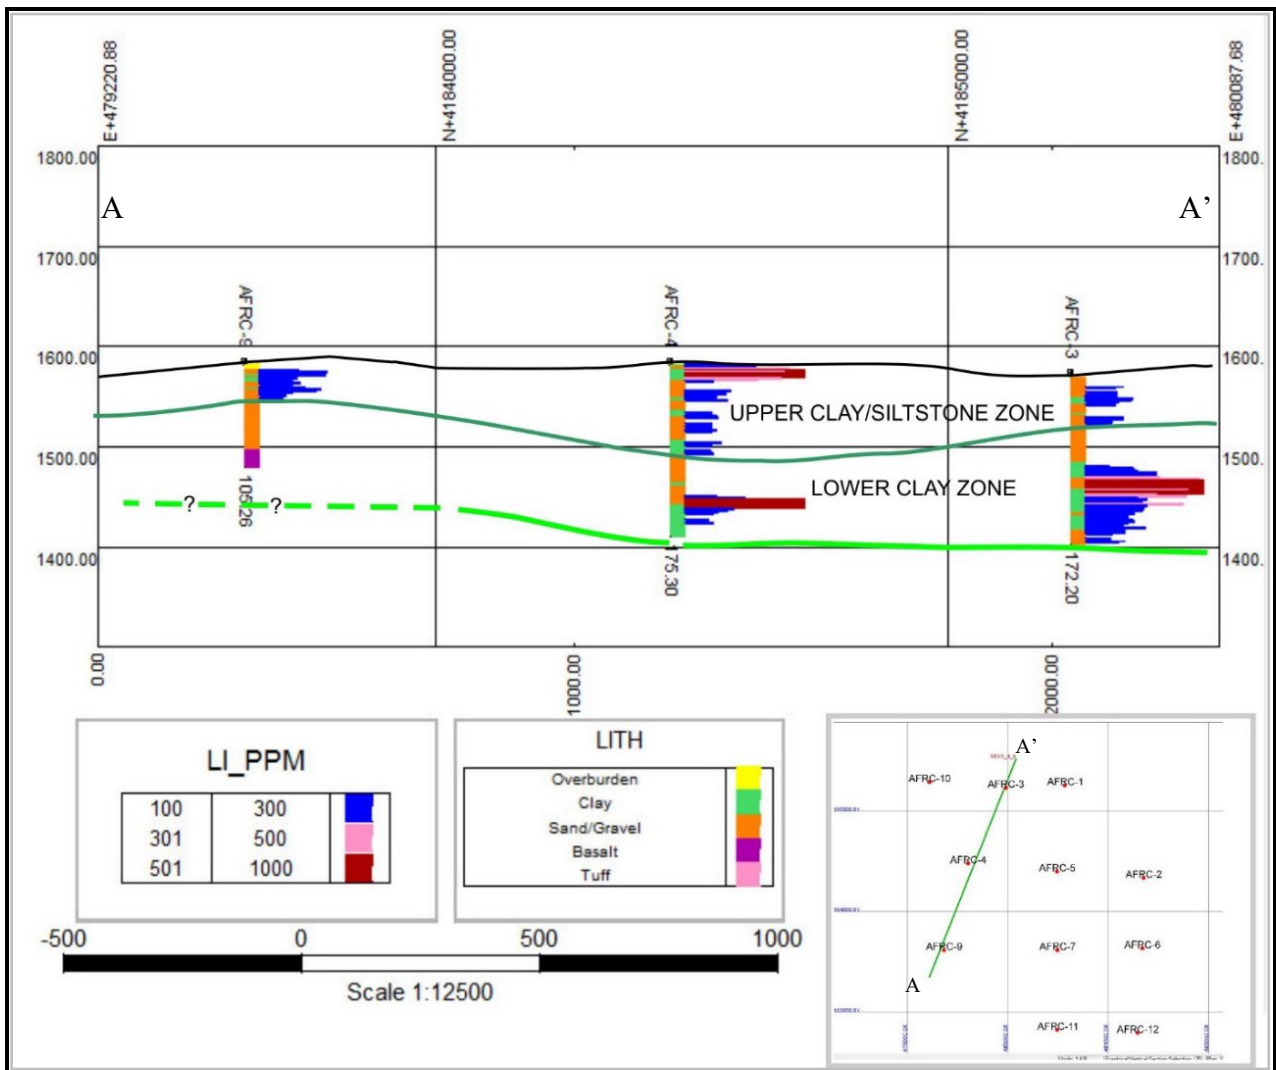 E+479220.88
N+4184000.00
N+4185000.00
E+480087.68
1800.00
1800.
A
A’
1700.00
1700.
AFRC-9
AFRC-4
AFRC-3
1600.00
1600.
UPPER CLAY/SILTSTONE ZONE
1500.00
1500.
LOWER CLAY ZONE
105.26
?
?
1400.00
1400.
175.30
172.20
0.00
1000.00
2000.00
LI_PPM
100 300
301 500
501 1000
LITH
Overburden
Clay
Sand/Gravel
Basalt
Tuff
-500 0 500 1000
Scale 1:12500
A’
AFRC-10
AFRC-3
AFRC-1
AFRC-4
AFRC-5
AFRC-2
AFRC-9
AFRC-7
AFRC-6
A
AFRC-11
AFRC-12